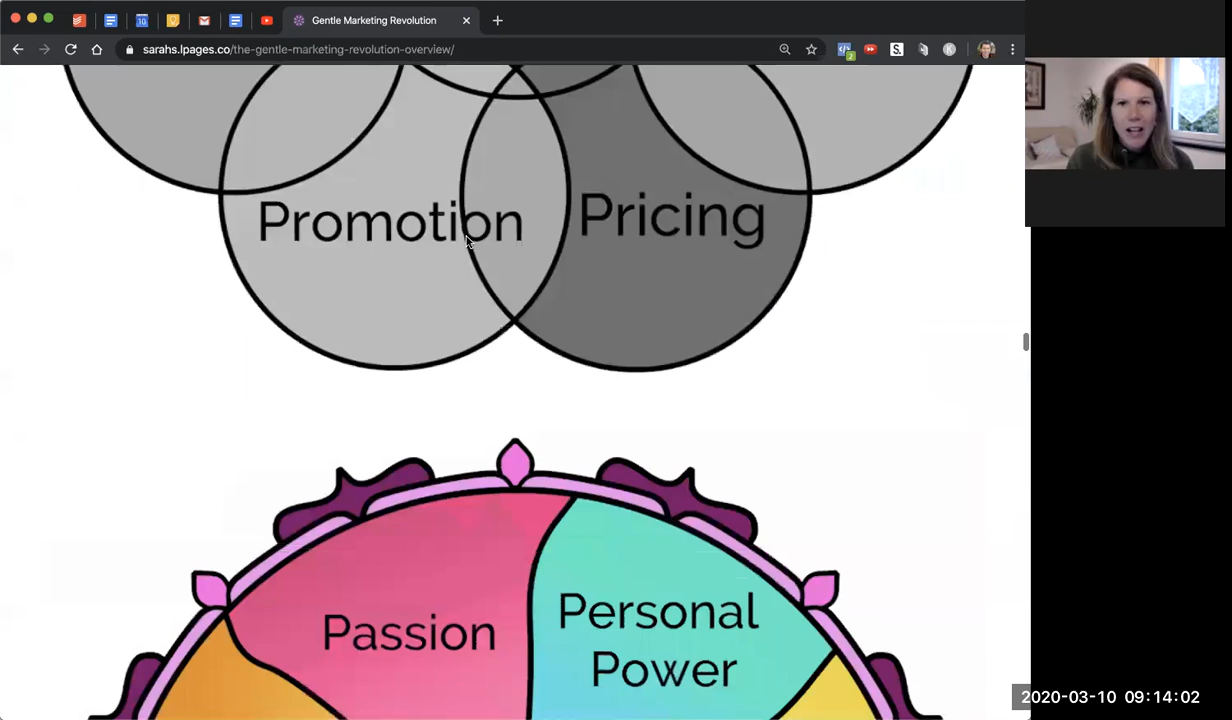 Gentle Marketing Revolution
sarahs.lpages.co/the-gentle-marketing-revolution-overview/
Promotion
Pricing
Passion
Personal
Power
2020-03-10 09:14:02